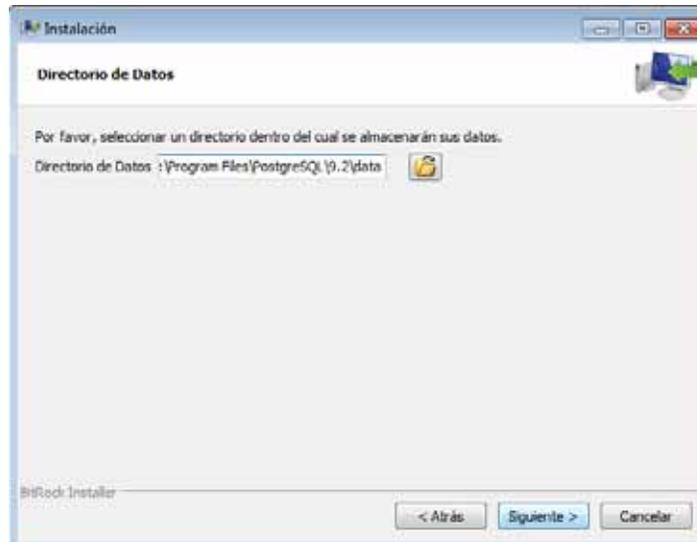 Instalación
Directorio de Datos
Por favor, seleccionar un directorio dentro del cual se almacenarán sus datos.
Directorio de Datos :\Program Files\PostgreSQL\9.2\data
BitRock Installer
< Atrás Siguiente > Cancelar